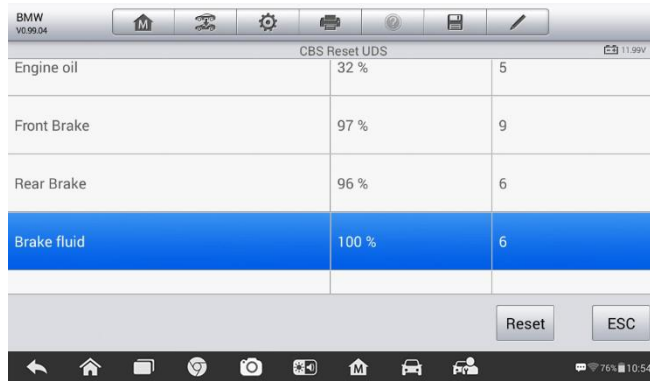 BMW
V0.99.04
CBS Reset UDS
11.99V
Engine oil 32 % 5
Front Brake 97 % 9
Rear Brake 96 % 6
Brake fluid 100 % 6
Reset ESC
76% 10:54